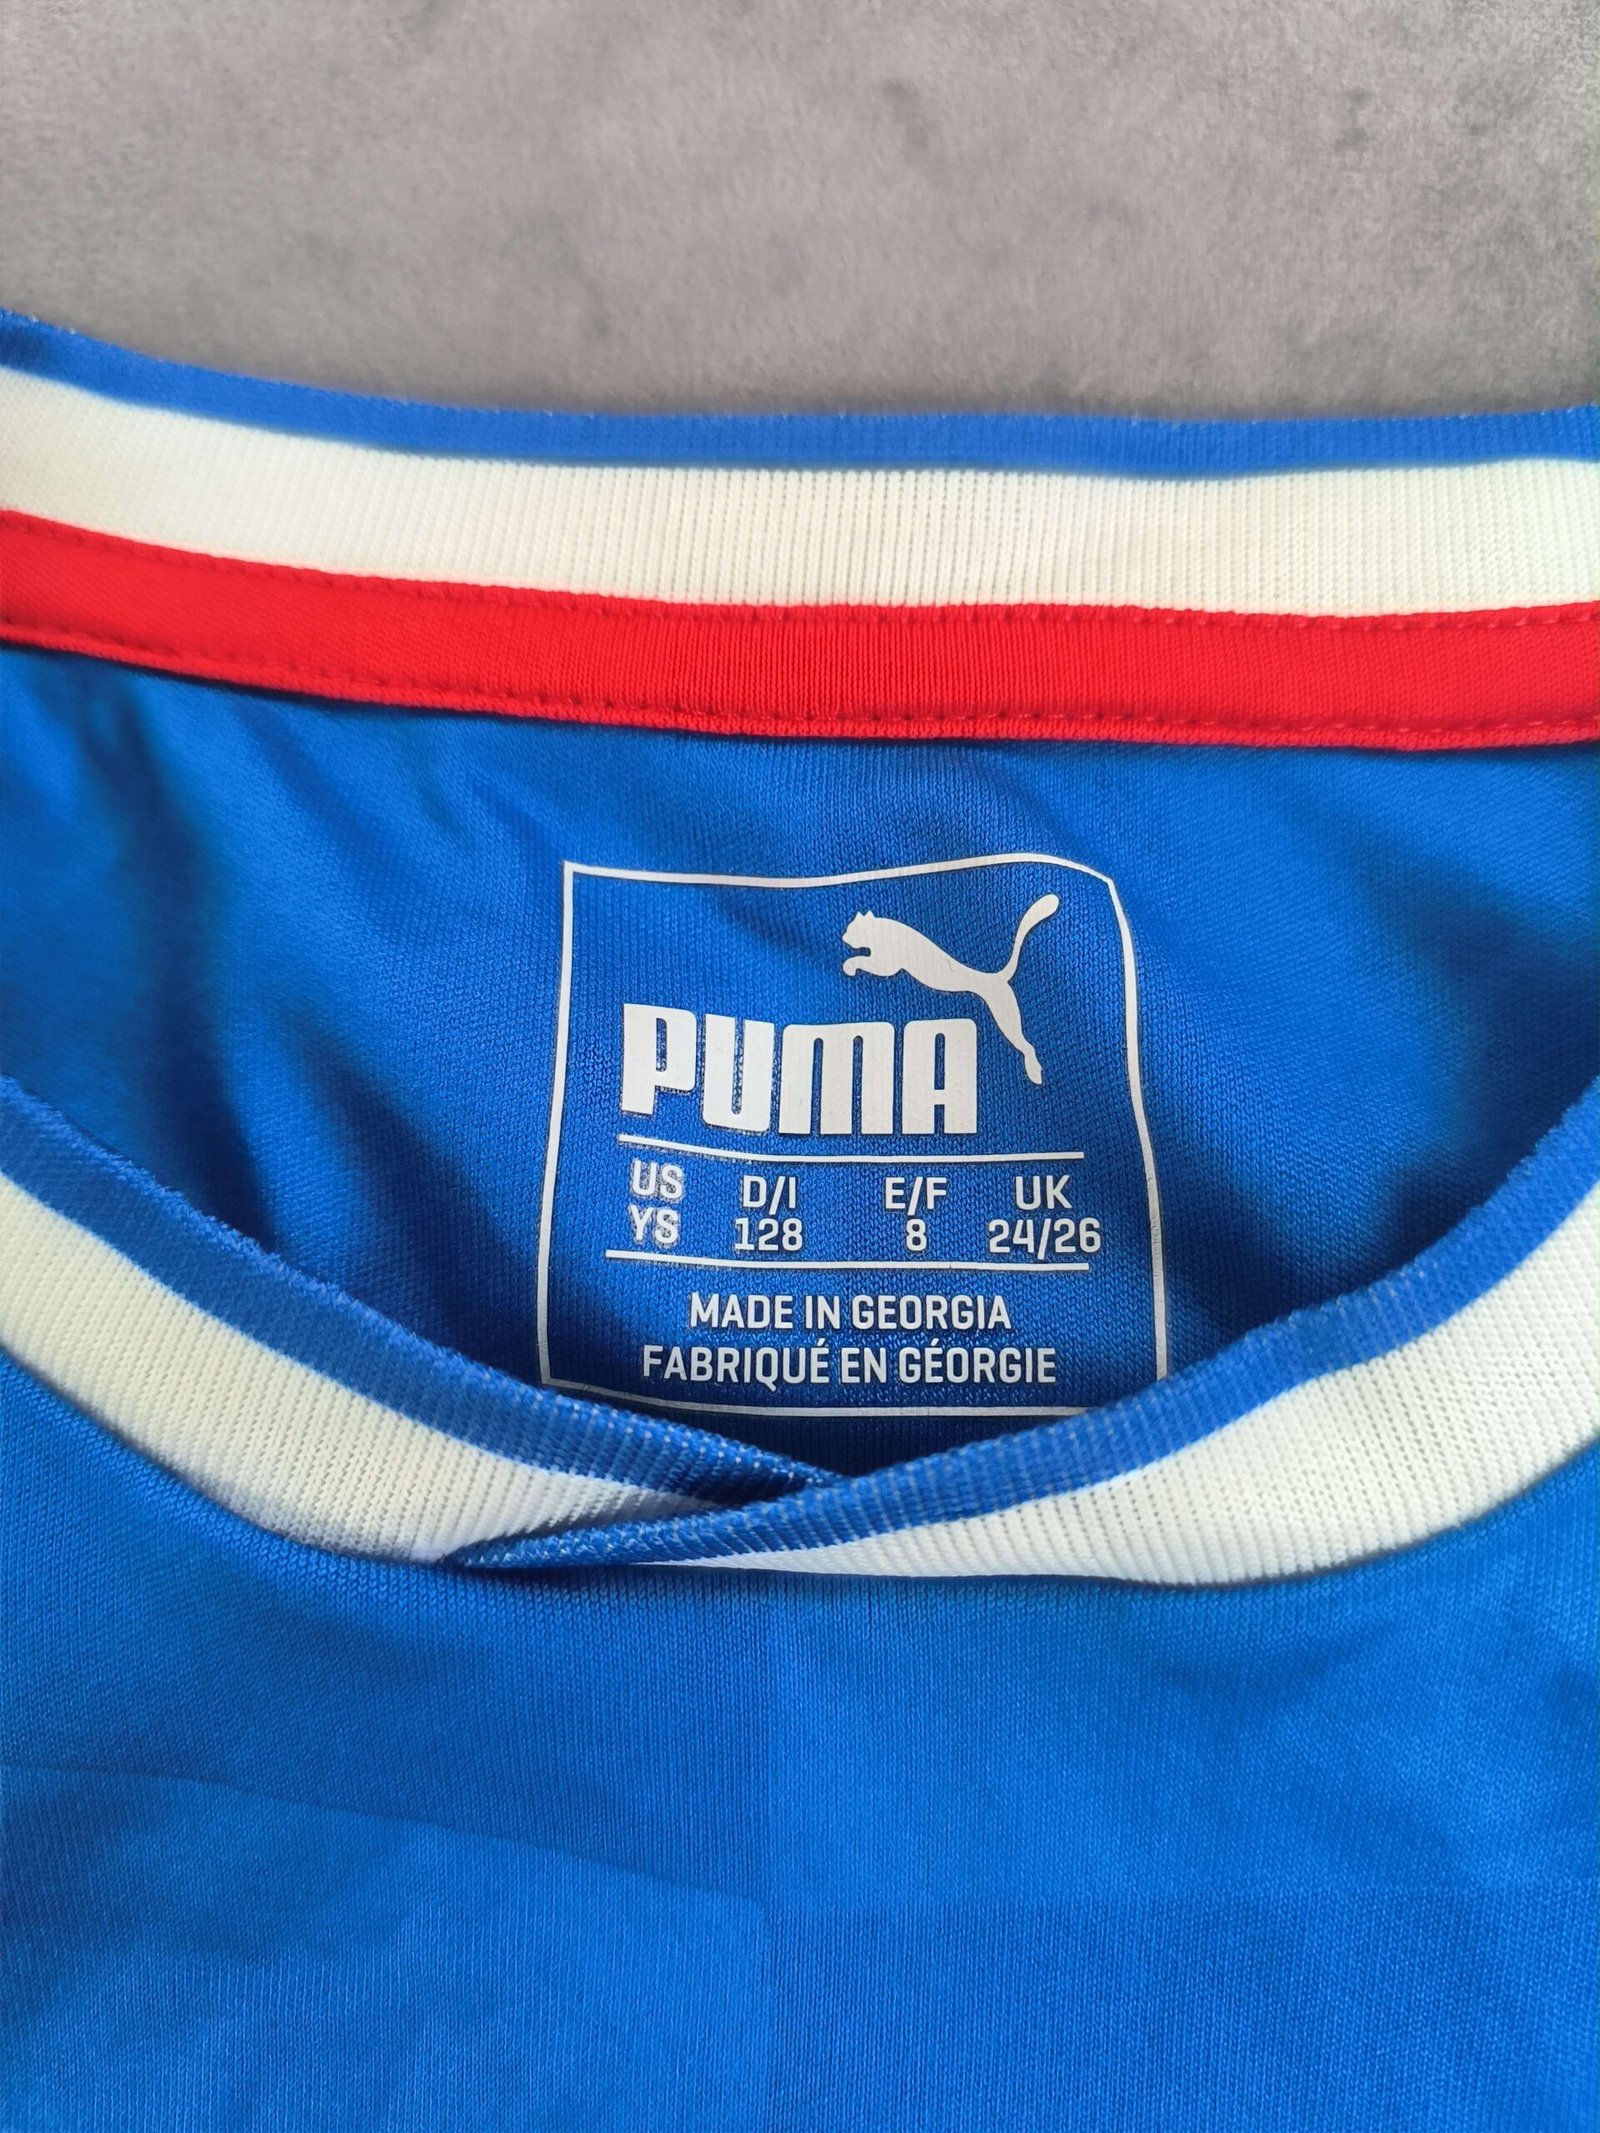 PUMA
US D/I E/F UK
YS 128 8 24/26
MADE IN GEORGIA
FABRIQUÉ EN GÉORGIE